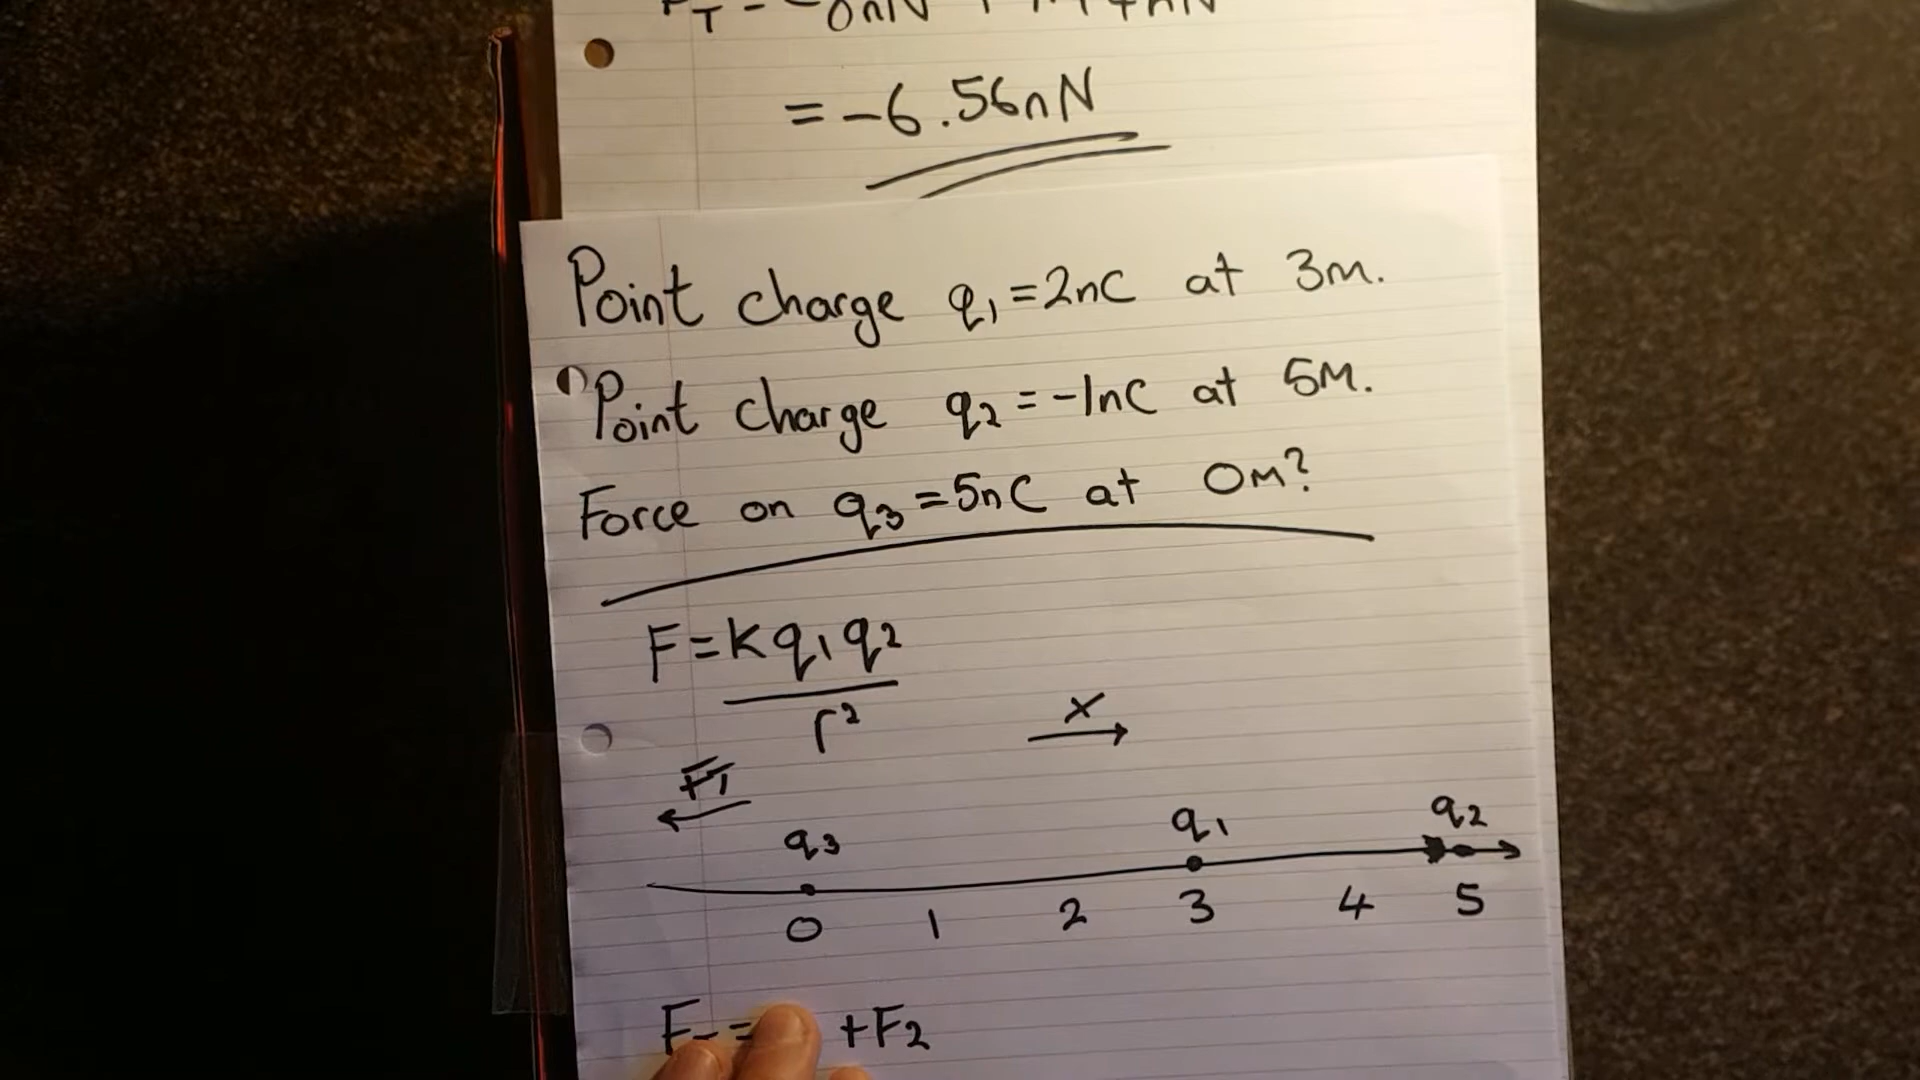 = -6.56nN
Point charge q₁ = 2nC at 3m.
Point charge q₂ = -1nC at 5m.
Force on q₃ = 5nC at 0m?
F = kq₁q₂
r²
x
FT
q₃
q₁
q₂
0 1 2 3 4 5
+F₂